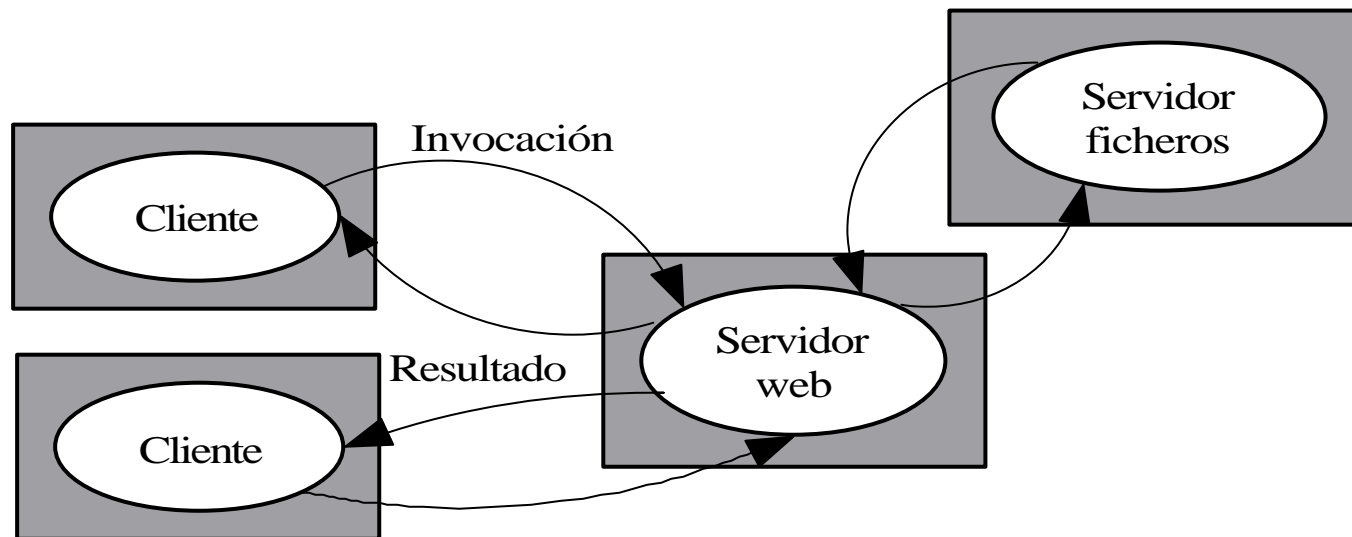 Servidor
ficheros
Invocación
Cliente
Servidor
web
Resultado
Cliente